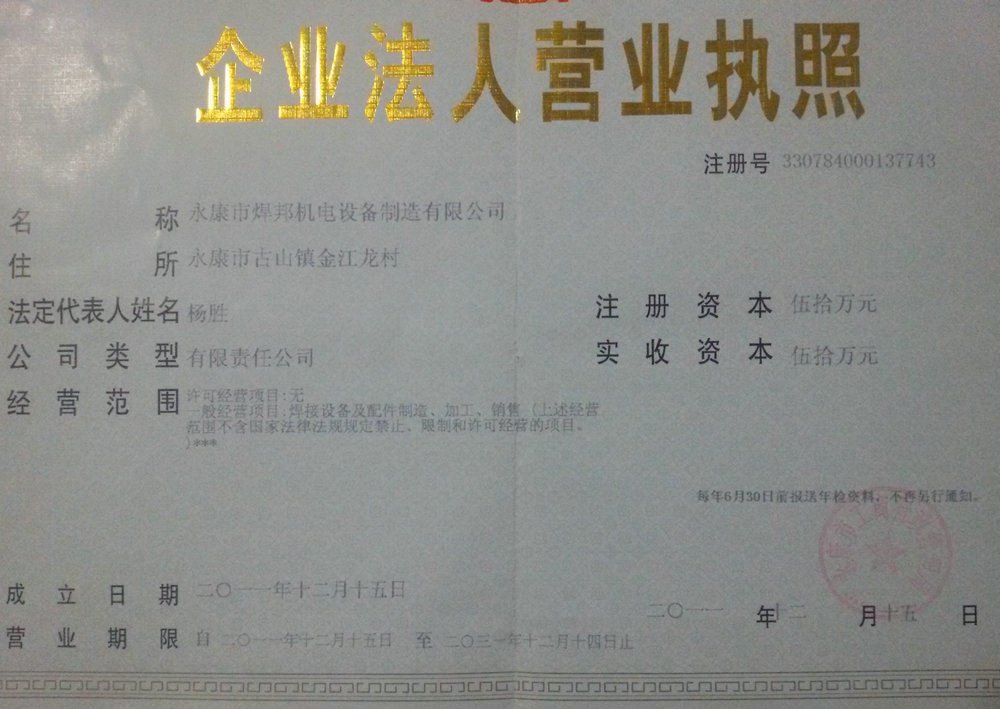 企业法人营业执照
注册号 330784000137743
名称 永康市焊邦机电设备制造有限公司
住所 永康市古山镇金江龙村
法定代表人姓名 杨胜
注册资本 伍拾万元
公司类型 有限责任公司
实收资本 伍拾万元
经营范围 许可经营项目:无
一般经营项目:焊接设备及配件制造、加工、销售（上述经营
范围不含国家法律法规规定禁止、限制和许可经营的项目。
）***
每年6月30日前报送年检资料，不再另行通知。
成立日期 二〇一一年十二月十五日
二〇一一 年十二 月十五 日
营业期限 自 二〇一一年十二月十五日 至 二〇三一年十二月十四日止